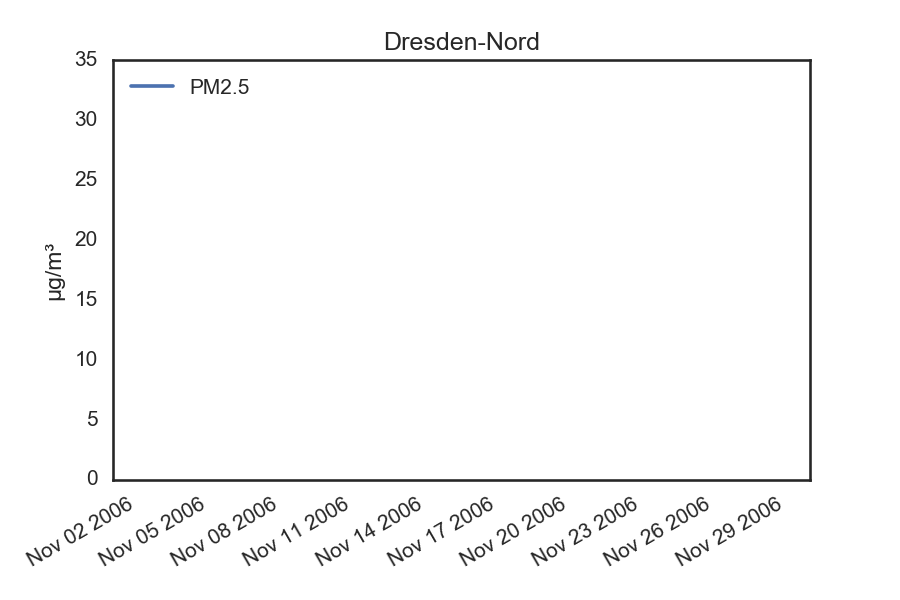 Dresden-Nord
35
PM2.5
30
25
20
µg/m³
15
10
5
0
Nov 02 2006
Nov 05 2006
Nov 08 2006
Nov 11 2006
Nov 14 2006
Nov 17 2006
Nov 20 2006
Nov 23 2006
Nov 26 2006
Nov 29 2006